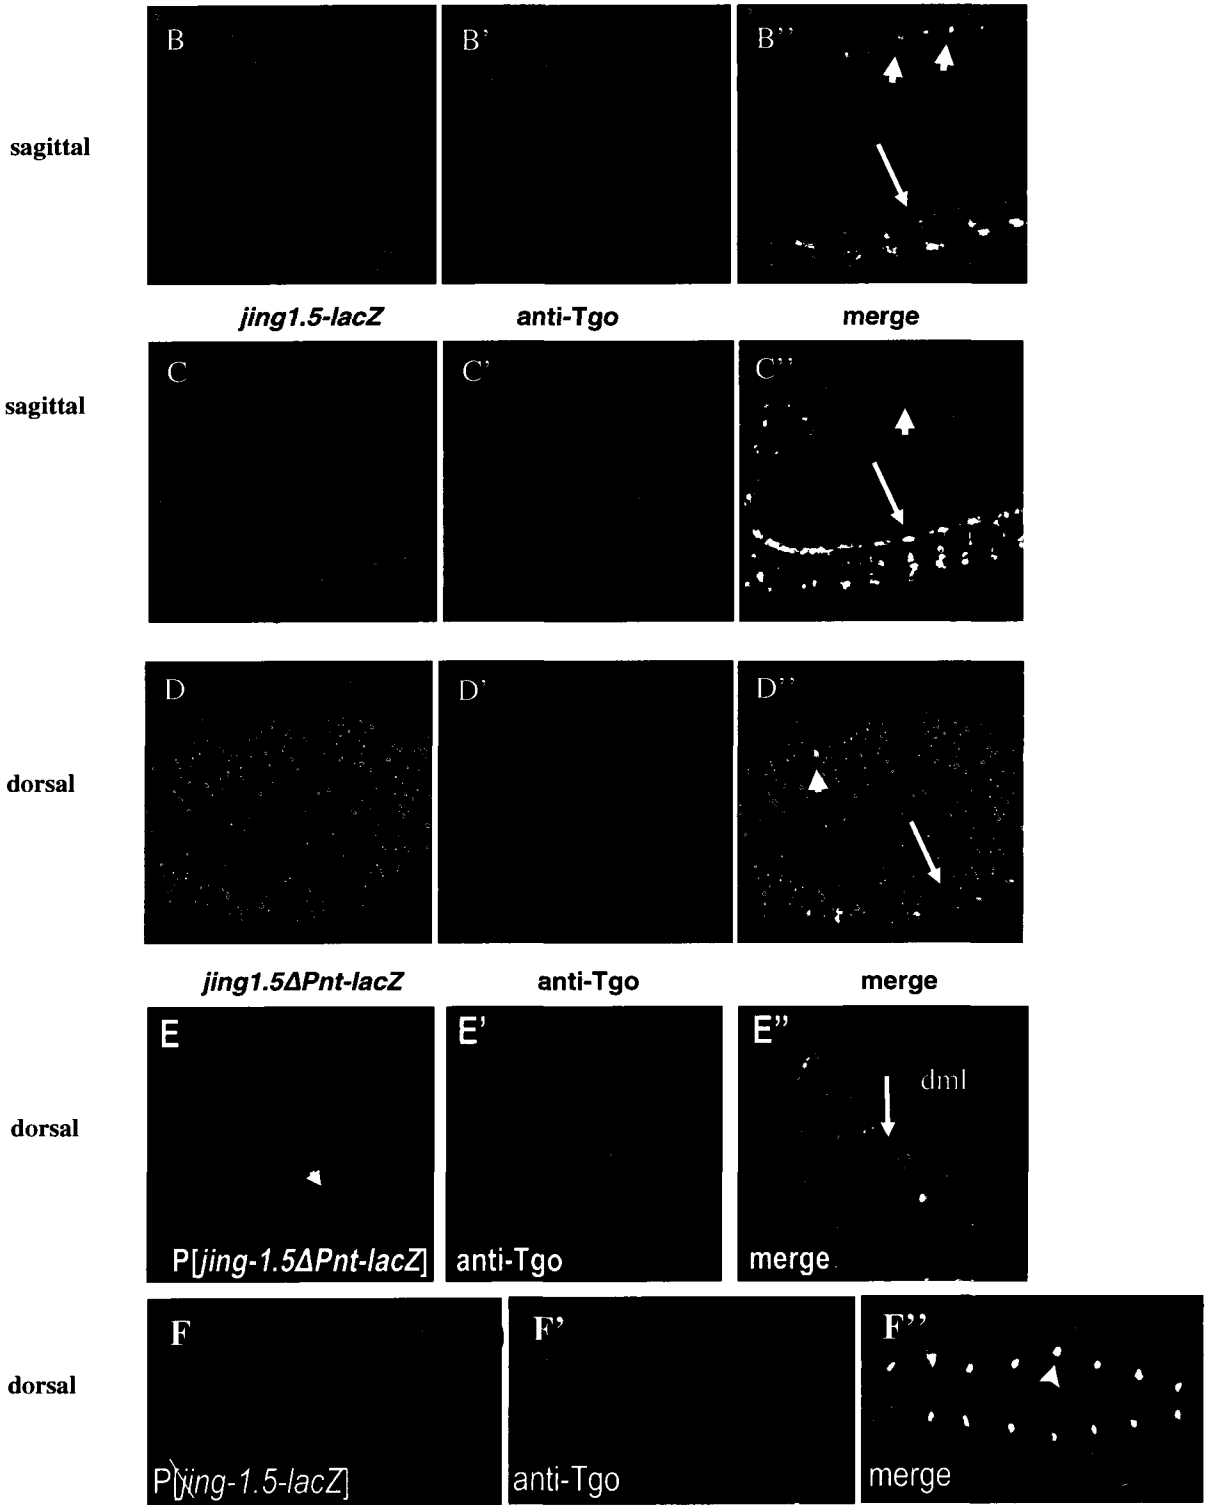 B B' B''
sagittal
jing1.5-lacZ anti-Tgo merge
C C' C''
sagittal
D D' D''
dorsal
jing1.5ΔPnt-lacZ anti-Tgo merge
E E' E''
dml
dorsal
P[jing-1.5ΔPnt-lacZ] anti-Tgo merge
F F' F''
dorsal
P[jing-1.5-lacZ] anti-Tgo merge